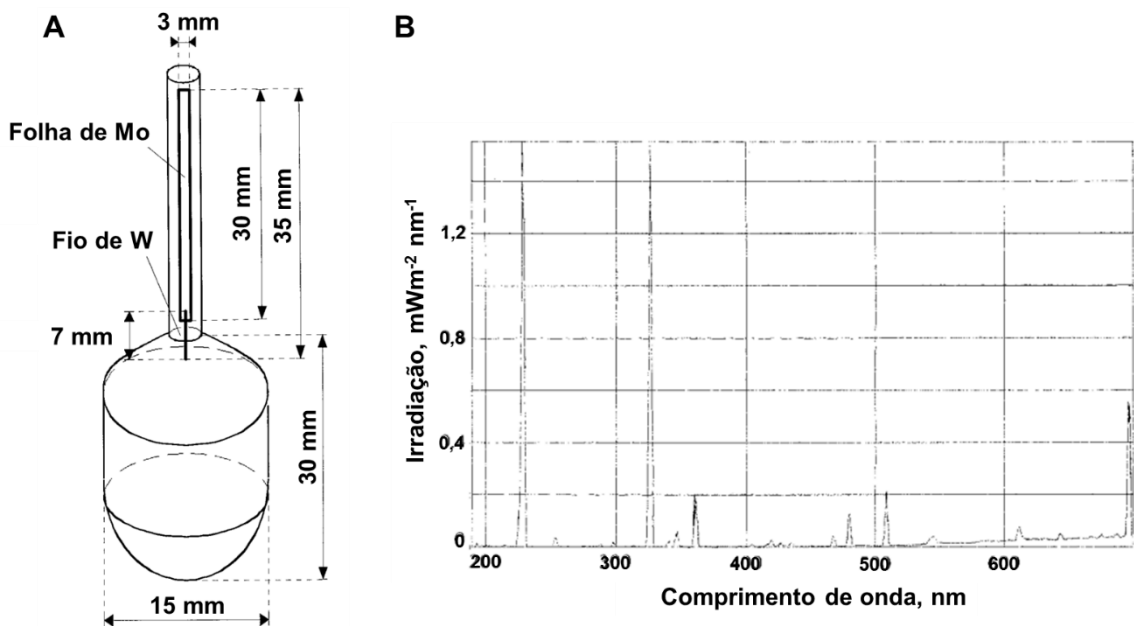 A
3 mm
Folha de Mo
Fio de W
30 mm
35 mm
7 mm
30 mm
15 mm
B
Irradiação, mWm-2 nm-1
1,2
0.8
0,4
0
200
300
400
500
600
Comprimento de onda, nm